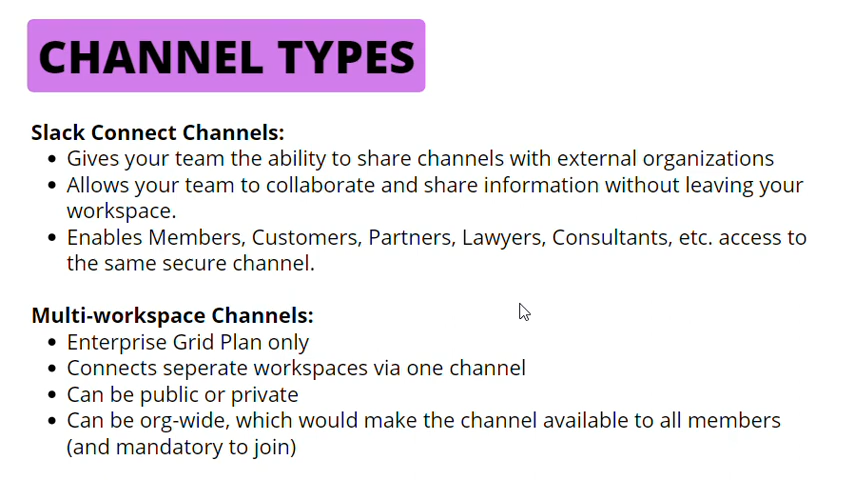 CHANNEL TYPES
Slack Connect Channels:
• Gives your team the ability to share channels with external organizations
• Allows your team to collaborate and share information without leaving your
workspace.
• Enables Members, Customers, Partners, Lawyers, Consultants, etc. access to
the same secure channel.
Multi-workspace Channels:
• Enterprise Grid Plan only
• Connects seperate workspaces via one channel
• Can be public or private
• Can be org-wide, which would make the channel available to all members
(and mandatory to join)